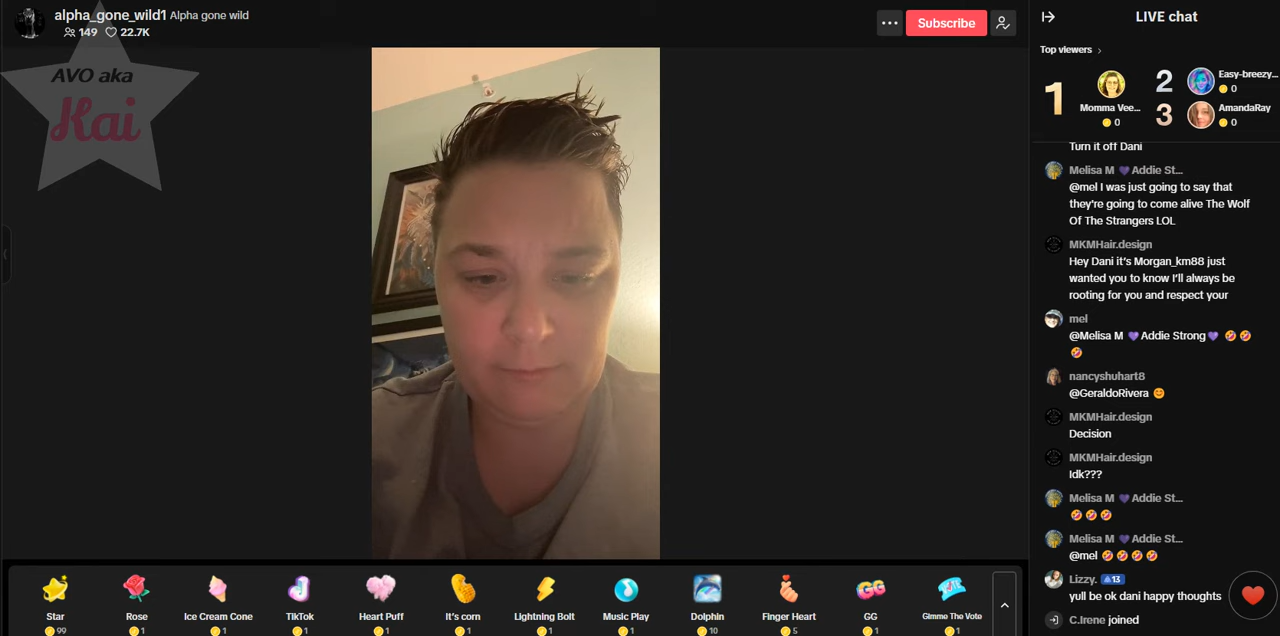 alpha_gone_wild1 Alpha gone wild
149 22.7K
Subscribe
AVO aka
Kai
LIVE chat
Top viewers
1
Momma Vee...
0
2
Easy-breezy...
0
3
AmandaRay
0
Turn it off Dani
Melisa M 💜Addie St...
@mel I was just going to say that
they're going to come alive The Wolf
Of The Strangers LOL
MKMHair.design
Hey Dani it's Morgan_km88 just
wanted you to know I'll always be
rooting for you and respect your
mel
@Melisa M 💜Addie Strong💜 🤣🤣
🤣
nancyshuhart8
@GeraldoRivera 😊
MKMHair.design
Decision
MKMHair.design
Idk???
Melisa M 💜Addie St...
🤣🤣🤣
Melisa M 💜Addie St...
@mel 🤣🤣🤣🤣
Lizzy. 13
yull be ok dani happy thoughts
C.Irene joined
Star
99
Rose
1
Ice Cream Cone
1
TikTok
1
Heart Puff
1
It's corn
1
Lightning Bolt
1
Music Play
1
Dolphin
10
Finger Heart
5
GG
1
Gimme The Vote
1